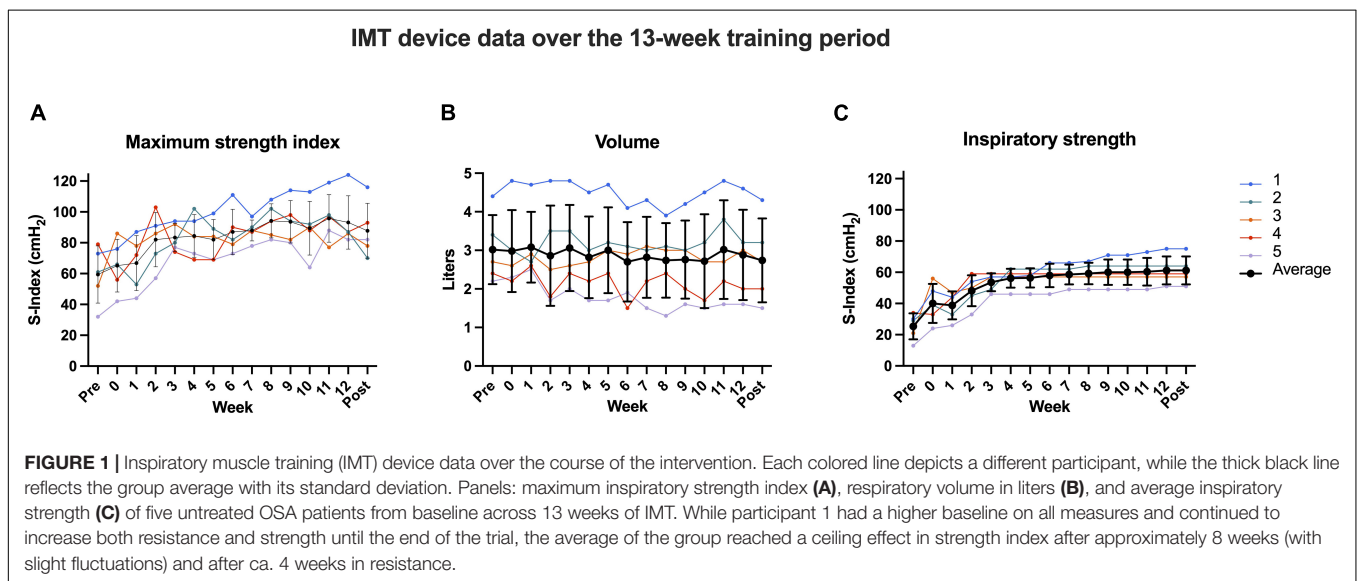 IMT device data over the 13-week training period
A
Maximum strength index
S-Index (cmH₂)
120
100
80
60
40
20
0
Pre 0 1 2 3 4 5 6 7 8 9 10 11 12 Post
Week
B
Volume
Liters
5
4
3
2
1
0
Pre 0 1 2 3 4 5 6 7 8 9 10 11 12 Post
Week
C
Inspiratory strength
S-Index (cmH₂)
120
100
80
60
40
20
0
Pre 0 1 2 3 4 5 6 7 8 9 10 11 12 Post
Week
1
2
3
4
5
Average
FIGURE 1 | Inspiratory muscle training (IMT) device data over the course of the intervention. Each colored line depicts a different participant, while the thick black line
reflects the group average with its standard deviation. Panels: maximum inspiratory strength index (A), respiratory volume in liters (B), and average inspiratory
strength (C) of five untreated OSA patients from baseline across 13 weeks of IMT. While participant 1 had a higher baseline on all measures and continued to
increase both resistance and strength until the end of the trial, the average of the group reached a ceiling effect in strength index after approximately 8 weeks (with
slight fluctuations) and after ca. 4 weeks in resistance.